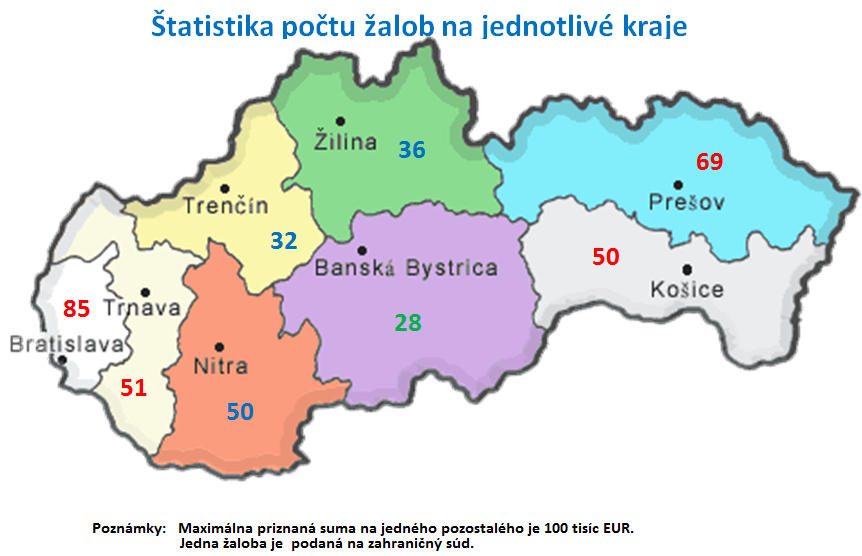 Štatistika počtu žalob na jednotlivé kraje
Žilina
36
69
Trenčín
Prešov
32
Banská Bystrica
50
Košice
85
Trnava
28
Bratislava
Nitra
51
50
Poznámky: Maximálna priznaná suma na jedného pozostalého je 100 tisíc EUR.
Jedna žaloba je podaná na zahraničný súd.